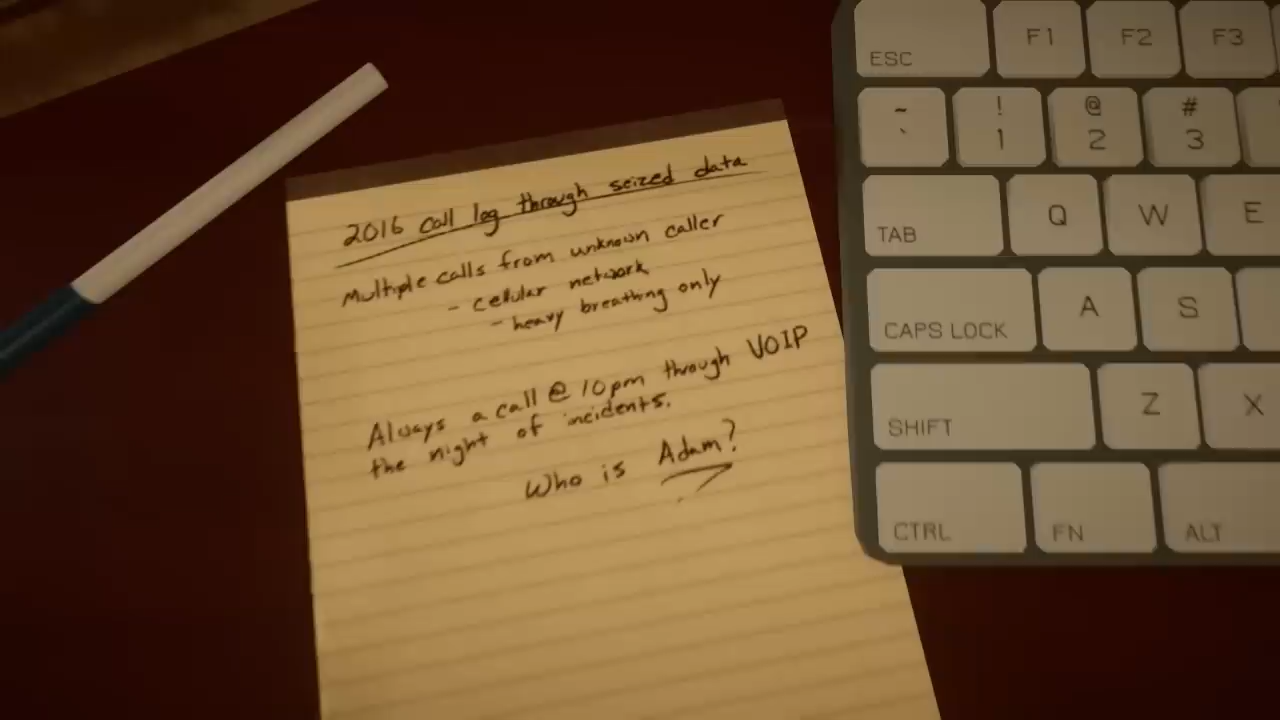 2016 call log through seized data
Multiple calls from unknown caller
- cellular network
- heavy breathing only
Always a call @ 10pm through VOIP
the night of incidents.
Who is Adam?
ESC F1 F2 F3
~ ! @ #
` 1 2 3
TAB Q W E
CAPS LOCK A S
SHIFT Z X
CTRL FN ALT